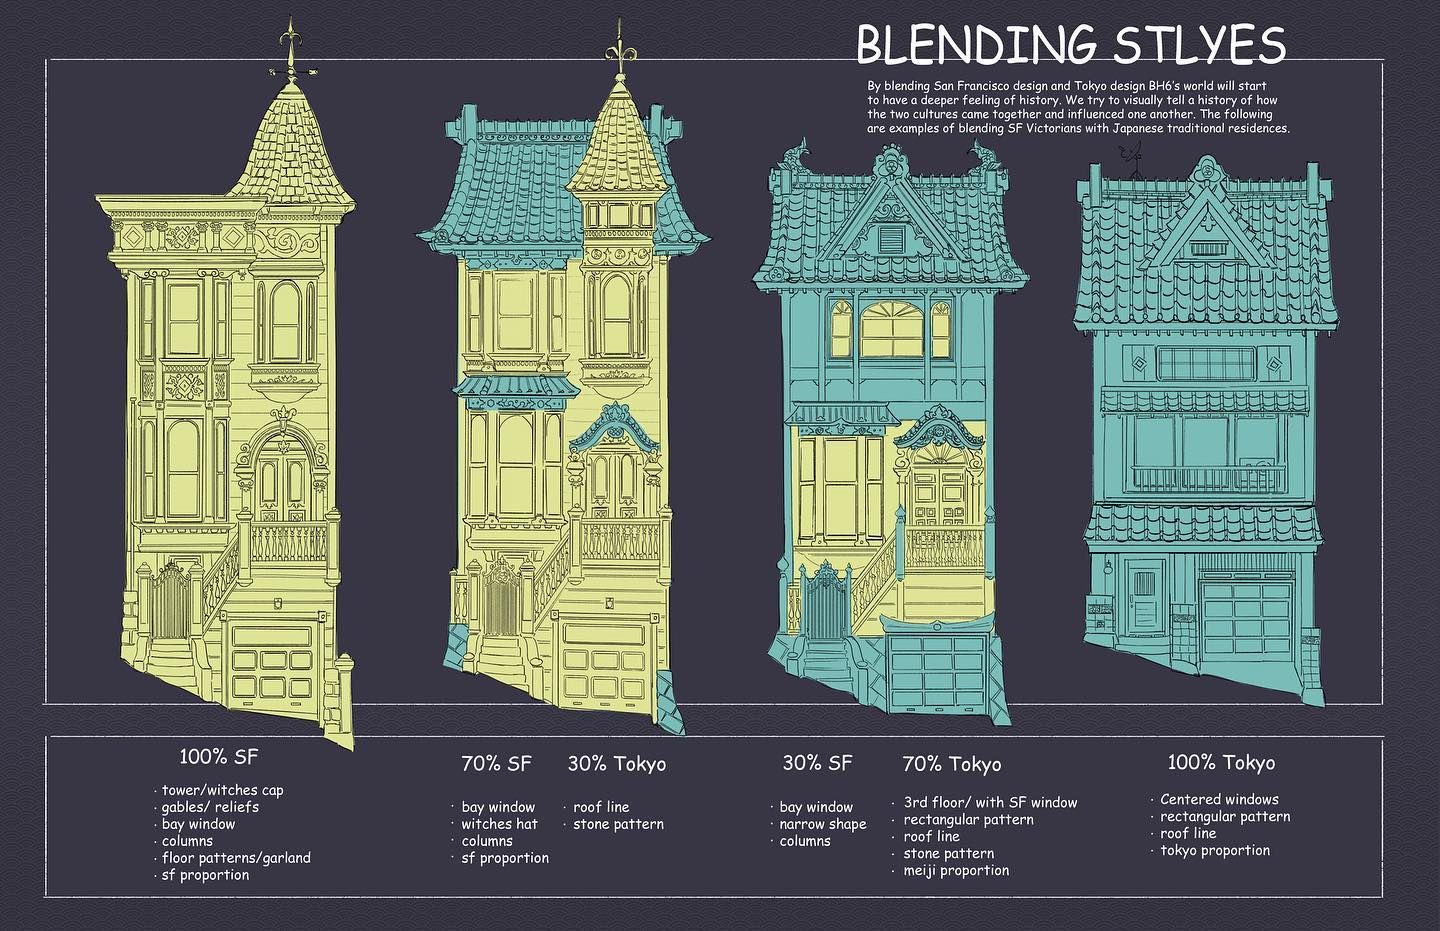 BLENDING STLYES
By blending San Francisco design and Tokyo design BH6's world will start
to have a deeper feeling of history. We try to visually tell a history of how
the two cultures came together and influenced one another. The following
are examples of blending SF Victorians with Japanese traditional residences.
100% SF
· tower/witches cap
· gables/ reliefs
· bay window
· columns
· floor patterns/garland
· sf proportion
70% SF
· bay window
· witches hat
· columns
· sf proportion
30% Tokyo
· roof line
· stone pattern
30% SF
· bay window
· narrow shape
· columns
70% Tokyo
· 3rd floor/ with SF window
· rectangular pattern
· roof line
· stone pattern
· meiji proportion
100% Tokyo
· Centered windows
· rectangular pattern
· roof line
· tokyo proportion